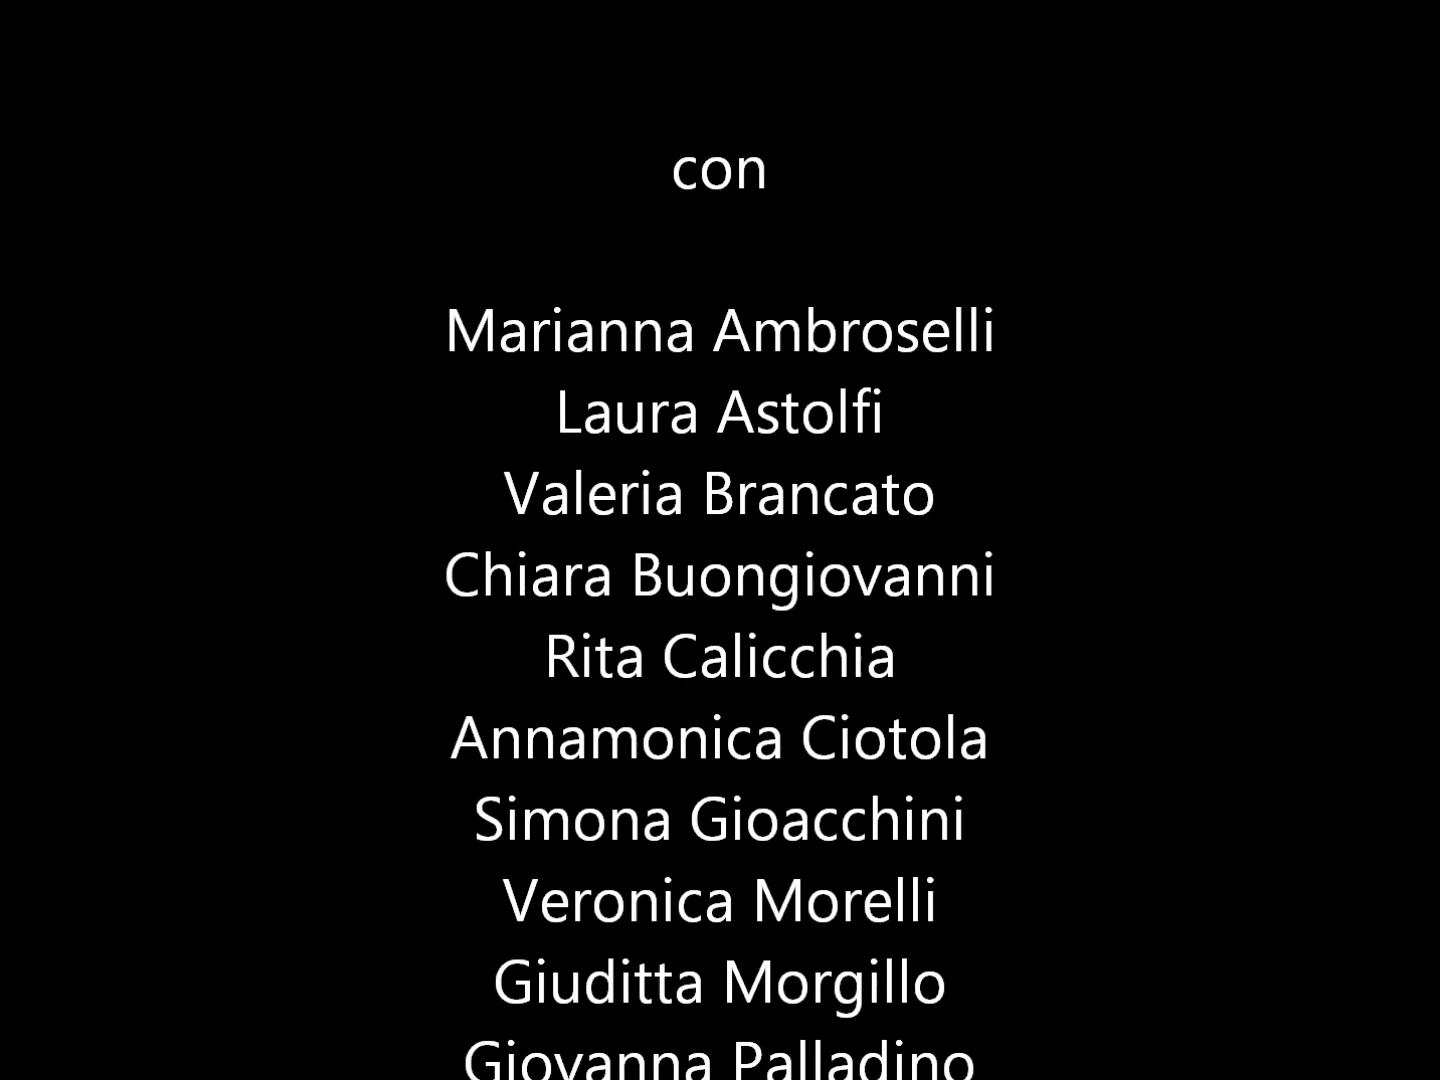 con
Marianna Ambroselli
Laura Astolfi
Valeria Brancato
Chiara Buongiovanni
Rita Calicchia
Annamonica Ciotola
Simona Gioacchini
Veronica Morelli
Giuditta Morgillo
Giovanna Palladino